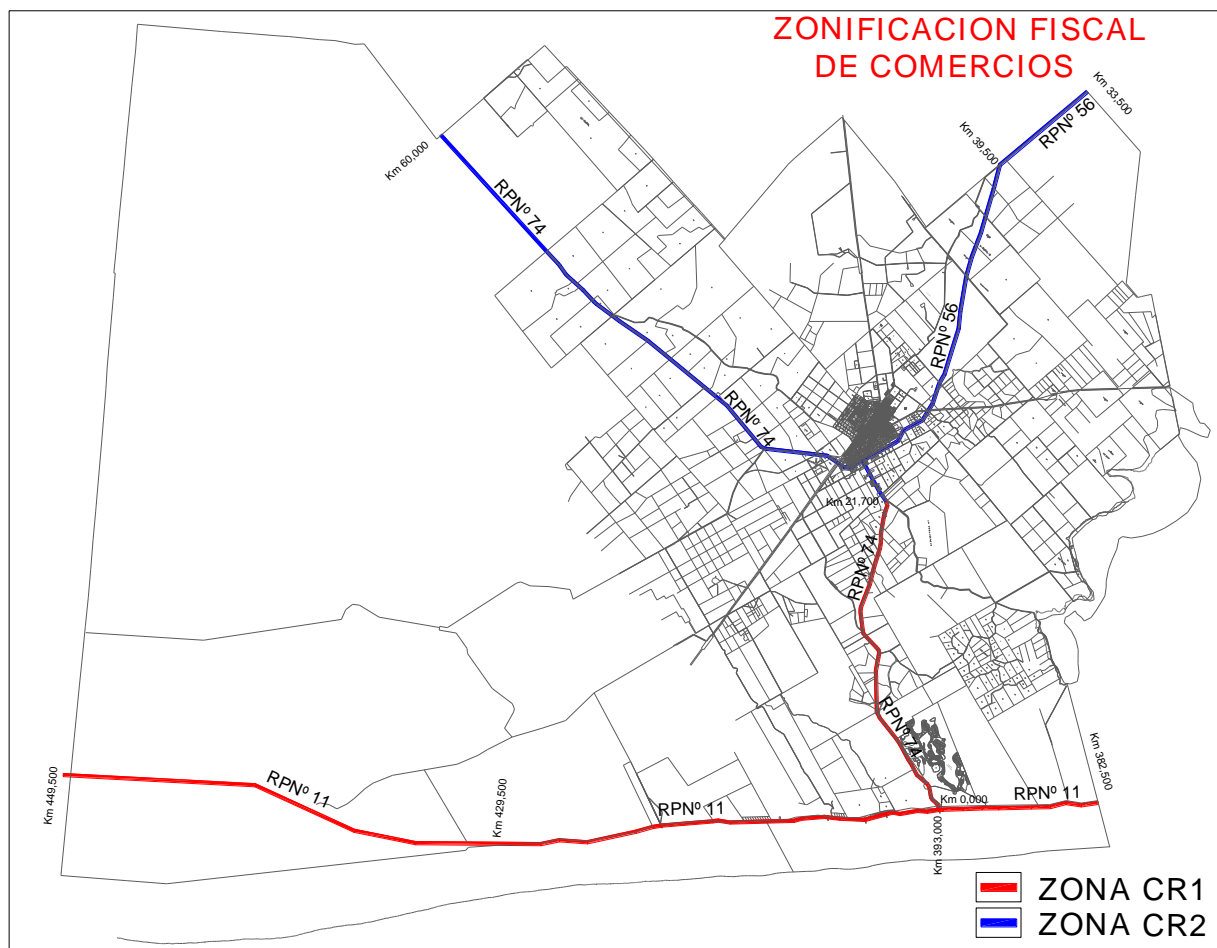 ZONIFICACION FISCAL
DE COMERCIOS
Km 33,500
RPNº 56
Km 39,500
Km 60,000
RPNº 74
RPNº 56
RPNº 74
Km 21,700
RPNº 74
RPNº 74
Km 382,500
Km 449,500
RPNº 11
Km 429,500
RPNº 11
Km 0,000
RPNº 11
Km 393,000
ZONA CR1
ZONA CR2